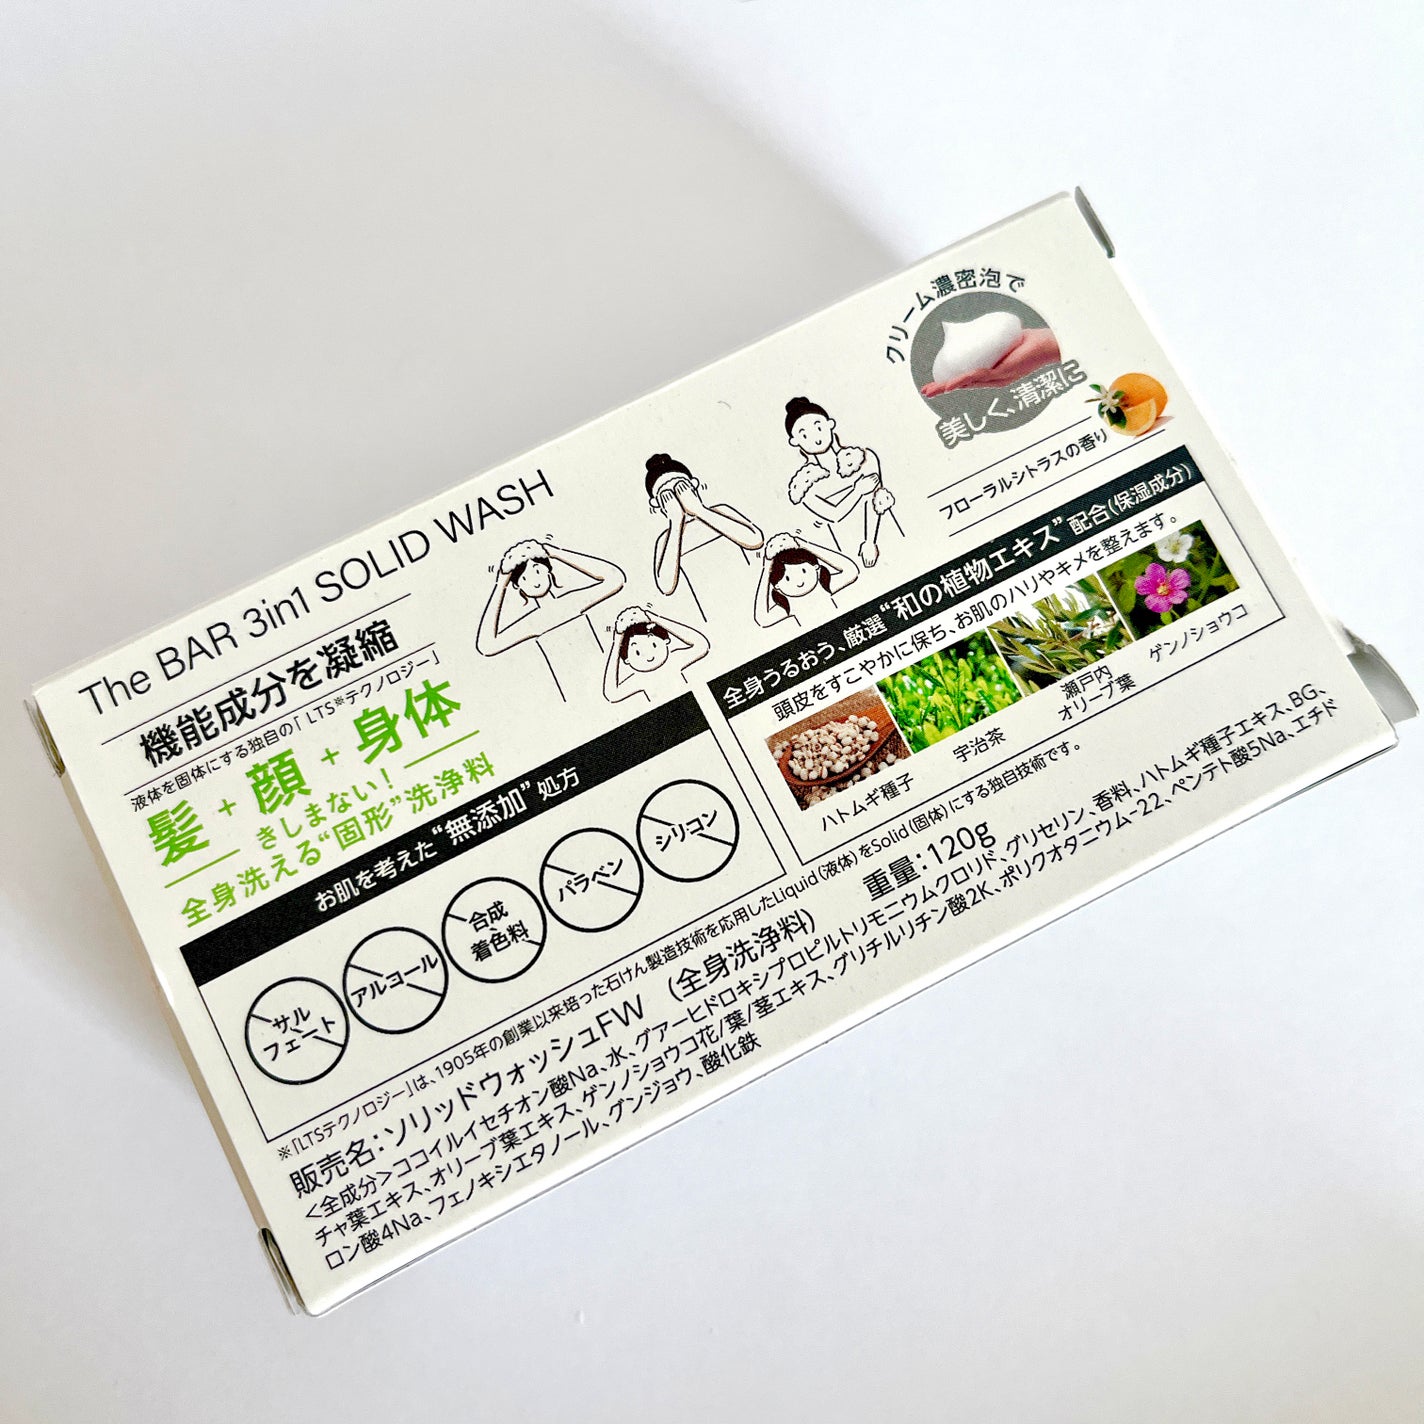 The BAR 3in1 SOLID WASH
機能成分を凝縮
液体を固体にする独自の「LTS※テクノロジー」
髪+顔+身体
きしまない!
全身洗える“固形”洗浄料
クリーム濃密泡で
美しく、清潔に
フローラルシトラスの香り
お肌を考えた“無添加”処方
サル
フェート
アルコール
合成
着色料
パラベン
シリコン
全身うるおう、厳選“和の植物エキス”配合(保湿成分)
頭皮をすこやかに保ち、お肌のハリやキメを整えます。
ハトムギ種子
宇治茶
瀬戸内
オリーブ葉
ゲンノショウコ
※「LTSテクノロジー」は、1905年の創業以来培った石けん製造技術を応用したLiquid(液体)をSolid(固体)にする独自技術です。
販売名:ソリッドウォッシュFW (全身洗浄料) 重量:120g
<全成分>ココイルイセチオン酸Na、水、グアーヒドロキシプロピルトリモニウムクロリド、グリセリン、香料、ハトムギ種子エキス、BG、
チャ葉エキス、オリーブ葉エキス、ゲンノショウコ花/葉/茎エキス、グリチルリチン酸2K、ポリクオタニウム-22、ペンテト酸5Na、エチド
ロン酸4Na、フェノキシエタノール、グンジョウ、酸化鉄